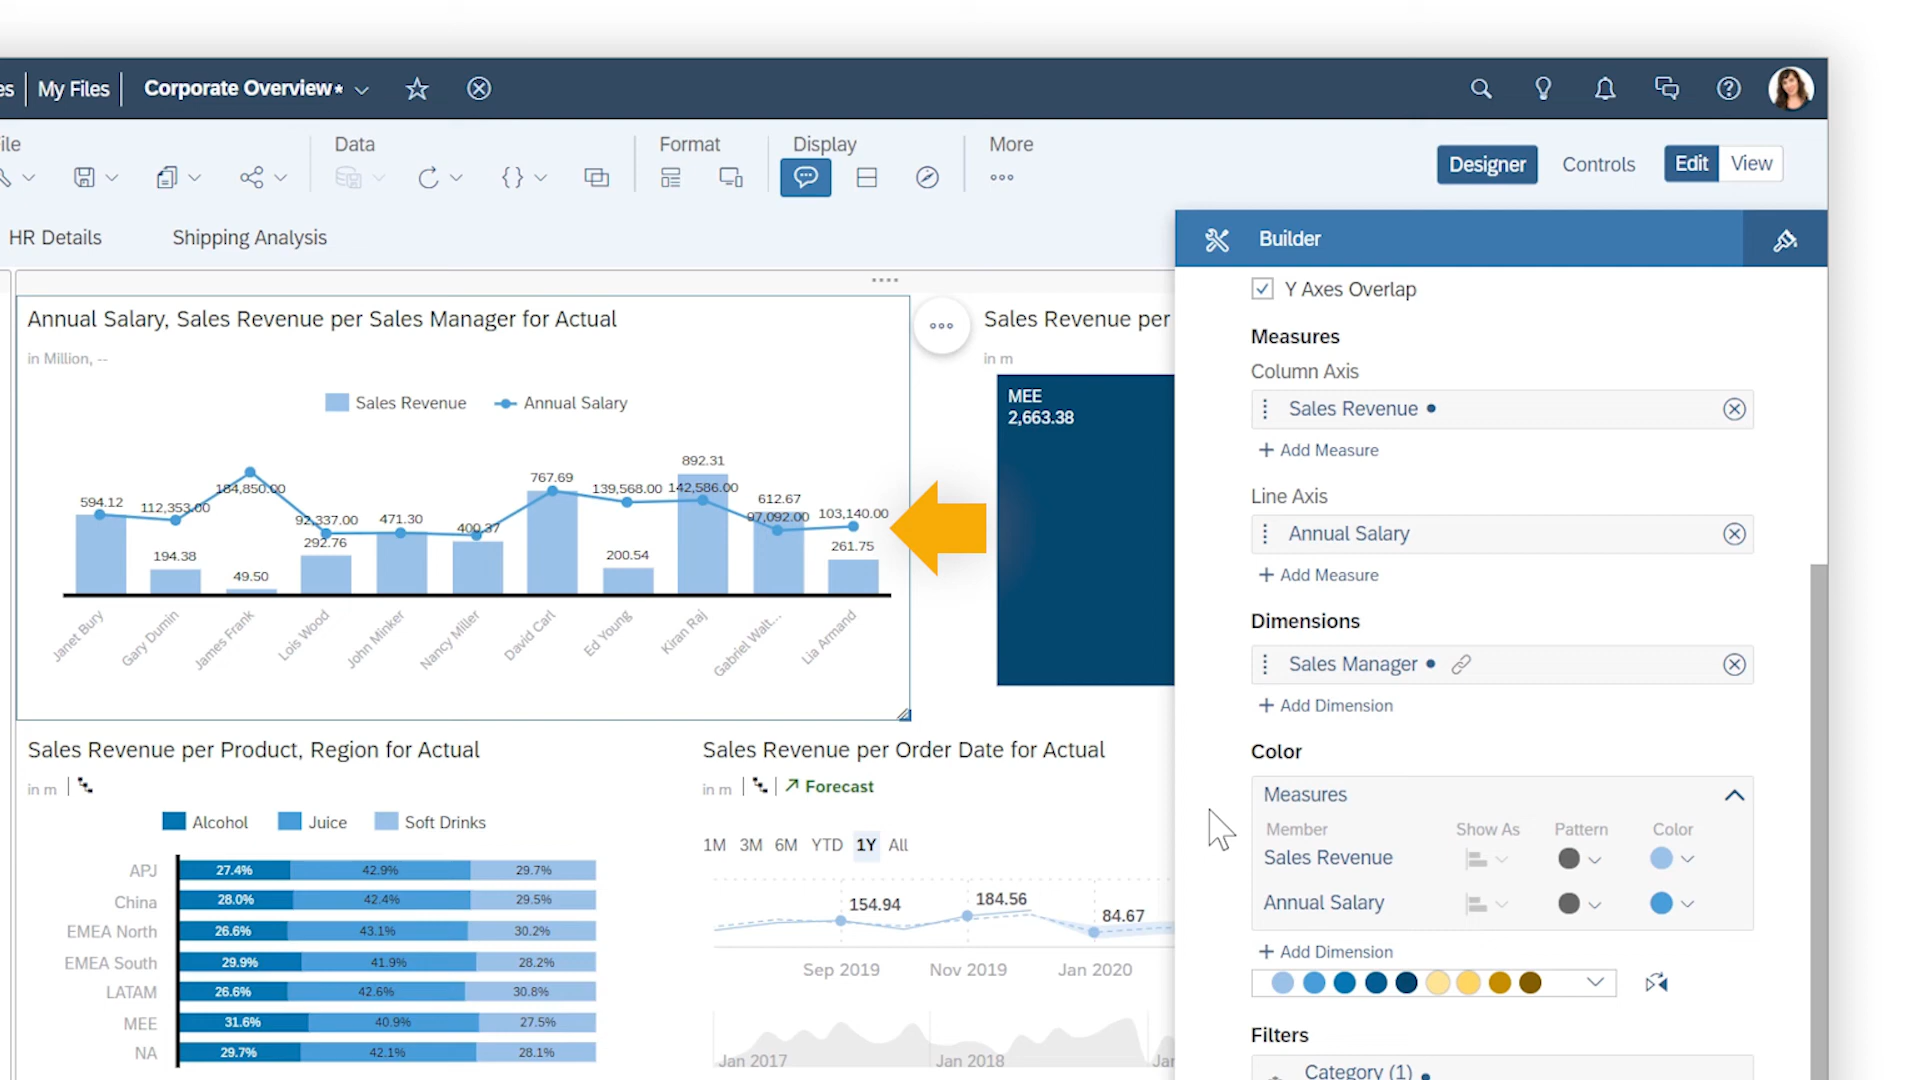 es | My Files | Corporate Overview*
ile Data Format Display More
Designer Controls Edit View
HR Details Shipping Analysis
Builder
Annual Salary, Sales Revenue per Sales Manager for Actual
in Million, --
Sales Revenue Annual Salary
594.12 112,353.00 184,850.00 92,337.00 471.30 400.37 767.69 139,568.00 892.31 142,586.00 612.67 97,092.00 103,140.00
194.38 49.50 292.76 200.54 261.75
Janet Bury
Gary Dumin
James Frank
Lois Wood
John Minker
Nancy Miller
David Carl
Ed Young
Kiran Raj
Gabriel Walt...
Lia Armand
Sales Revenue per
in m
MEE
2,663.38
Sales Revenue per Product, Region for Actual
in m
Alcohol Juice Soft Drinks
APJ 27.4% 42.9% 29.7%
China 28.0% 42.4% 29.5%
EMEA North 26.6% 43.1% 30.2%
EMEA South 29.9% 41.9% 28.2%
LATAM 26.6% 42.6% 30.8%
MEE 31.6% 40.9% 27.5%
NA 29.7% 42.1% 28.1%
Sales Revenue per Order Date for Actual
in m Forecast
1M 3M 6M YTD 1Y All
154.94 184.56 84.67
Sep 2019 Nov 2019 Jan 2020
Jan 2017 Jan 2018 Jan
Y Axes Overlap
Measures
Column Axis
Sales Revenue
+ Add Measure
Line Axis
Annual Salary
+ Add Measure
Dimensions
Sales Manager
+ Add Dimension
Color
Measures
Member Show As Pattern Color
Sales Revenue
Annual Salary
+ Add Dimension
Filters
Category (1)